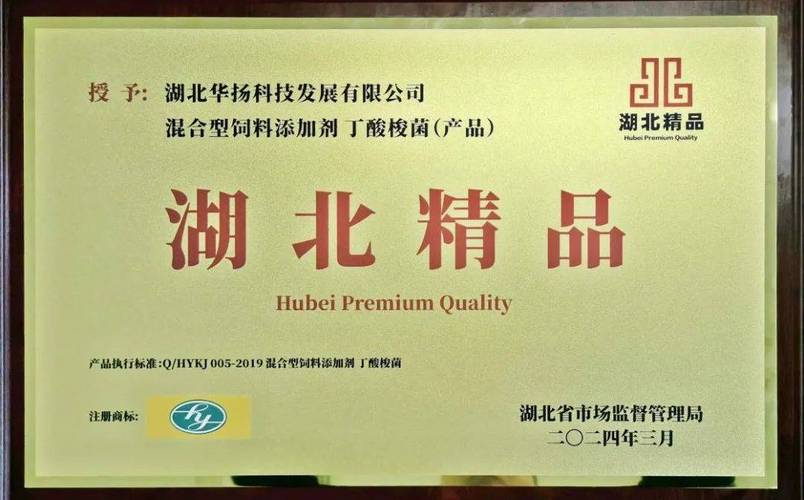 授 予: 湖北华扬科技发展有限公司
混合型饲料添加剂 丁酸梭菌(产品)
湖北精品
Hubei Premium Quality
湖北精品
Hubei Premium Quality
产品执行标准:Q/HYKJ 005-2019 混合型饲料添加剂 丁酸梭菌
注册商标: hy
湖北省市场监督管理局
二〇二四年三月